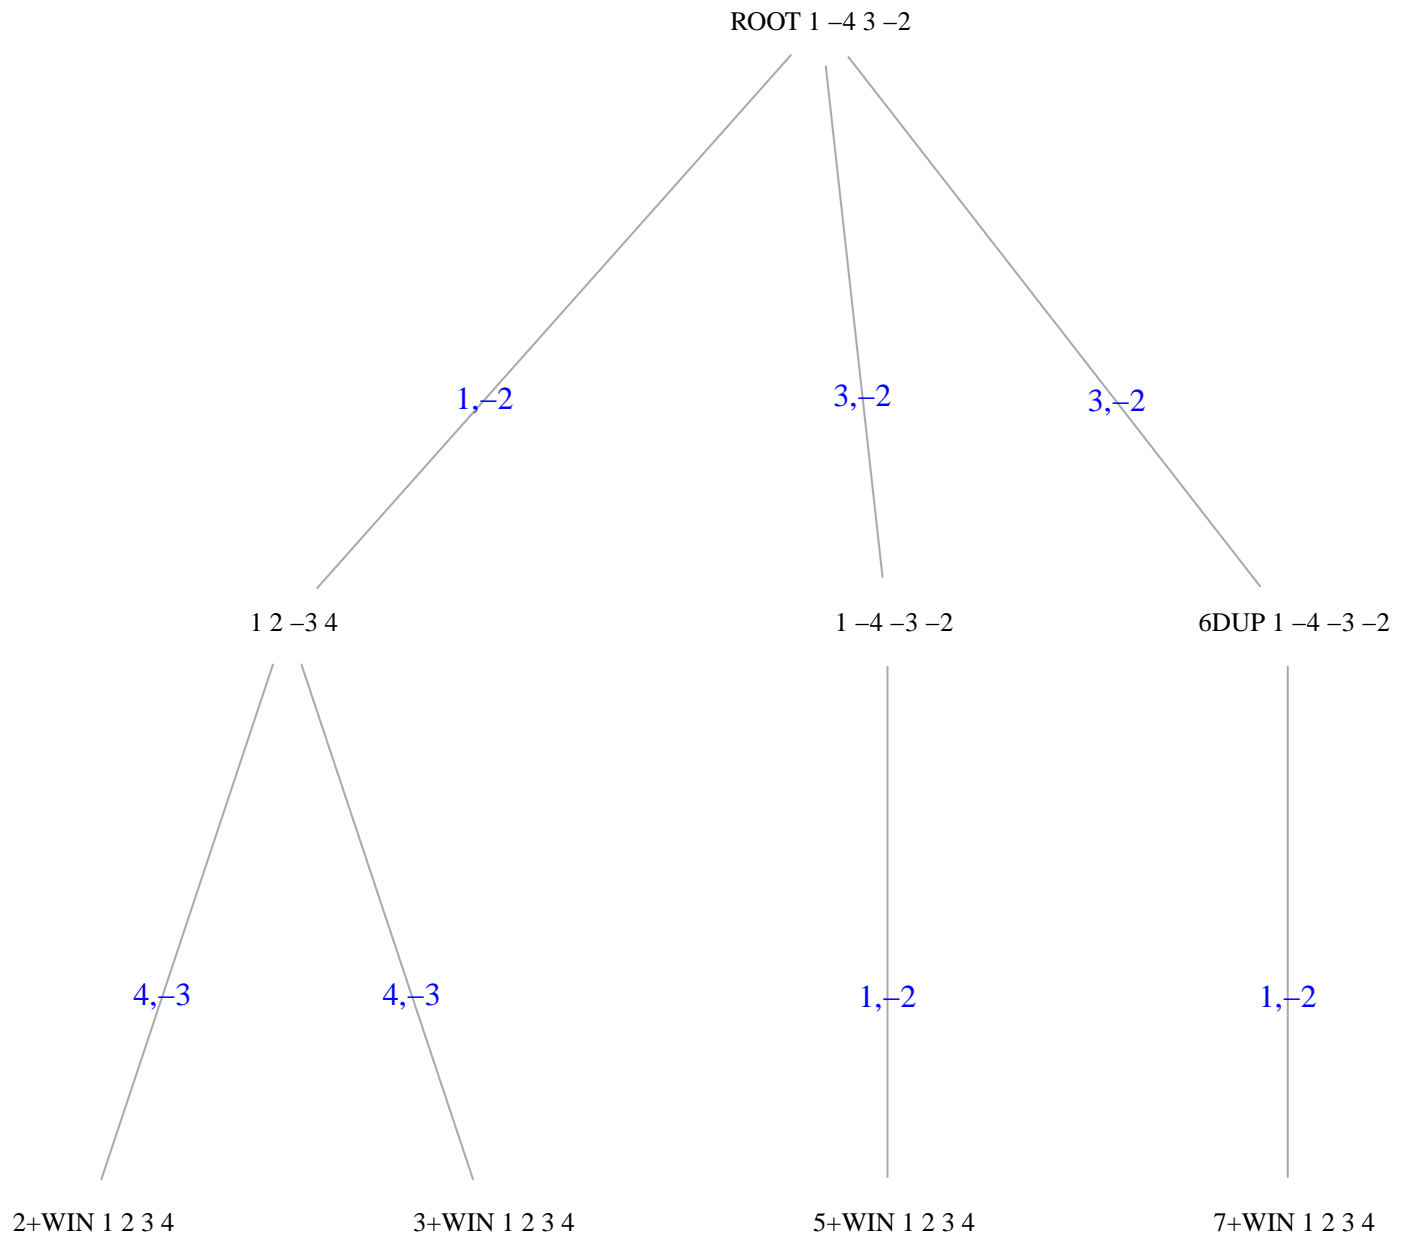 ROOT 1 –4 3 –2
1,–2
3,–2
3,–2
1 2 –3 4
1 –4 –3 –2
6DUP 1 –4 –3 –2
4,–3
4,–3
1,–2
1,–2
2+WIN 1 2 3 4
3+WIN 1 2 3 4
5+WIN 1 2 3 4
7+WIN 1 2 3 4